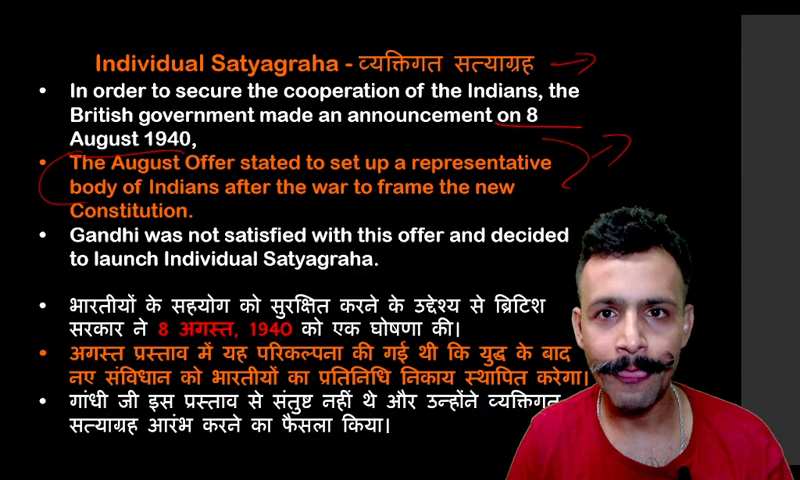 Individual Satyagraha - व्यक्तिगत सत्याग्रह
• In order to secure the cooperation of the Indians, the
British government made an announcement on 8
August 1940,
• The August Offer stated to set up a representative
body of Indians after the war to frame the new
Constitution.
• Gandhi was not satisfied with this offer and decided
to launch Individual Satyagraha.
• भारतीयों के सहयोग को सुरक्षित करने के उद्देश्य से ब्रिटिश
सरकार ने 8 अगस्त, 1940 को एक घोषणा की।
• अगस्त प्रस्ताव में यह परिकल्पना की गई थी कि युद्ध के बाद
नए संविधान को भारतीयों का प्रतिनिधि निकाय स्थापित करेगा।
• गांधी जी इस प्रस्ताव से संतुष्ट नहीं थे और उन्होंने व्यक्तिगत
सत्याग्रह आरंभ करने का फैसला किया।